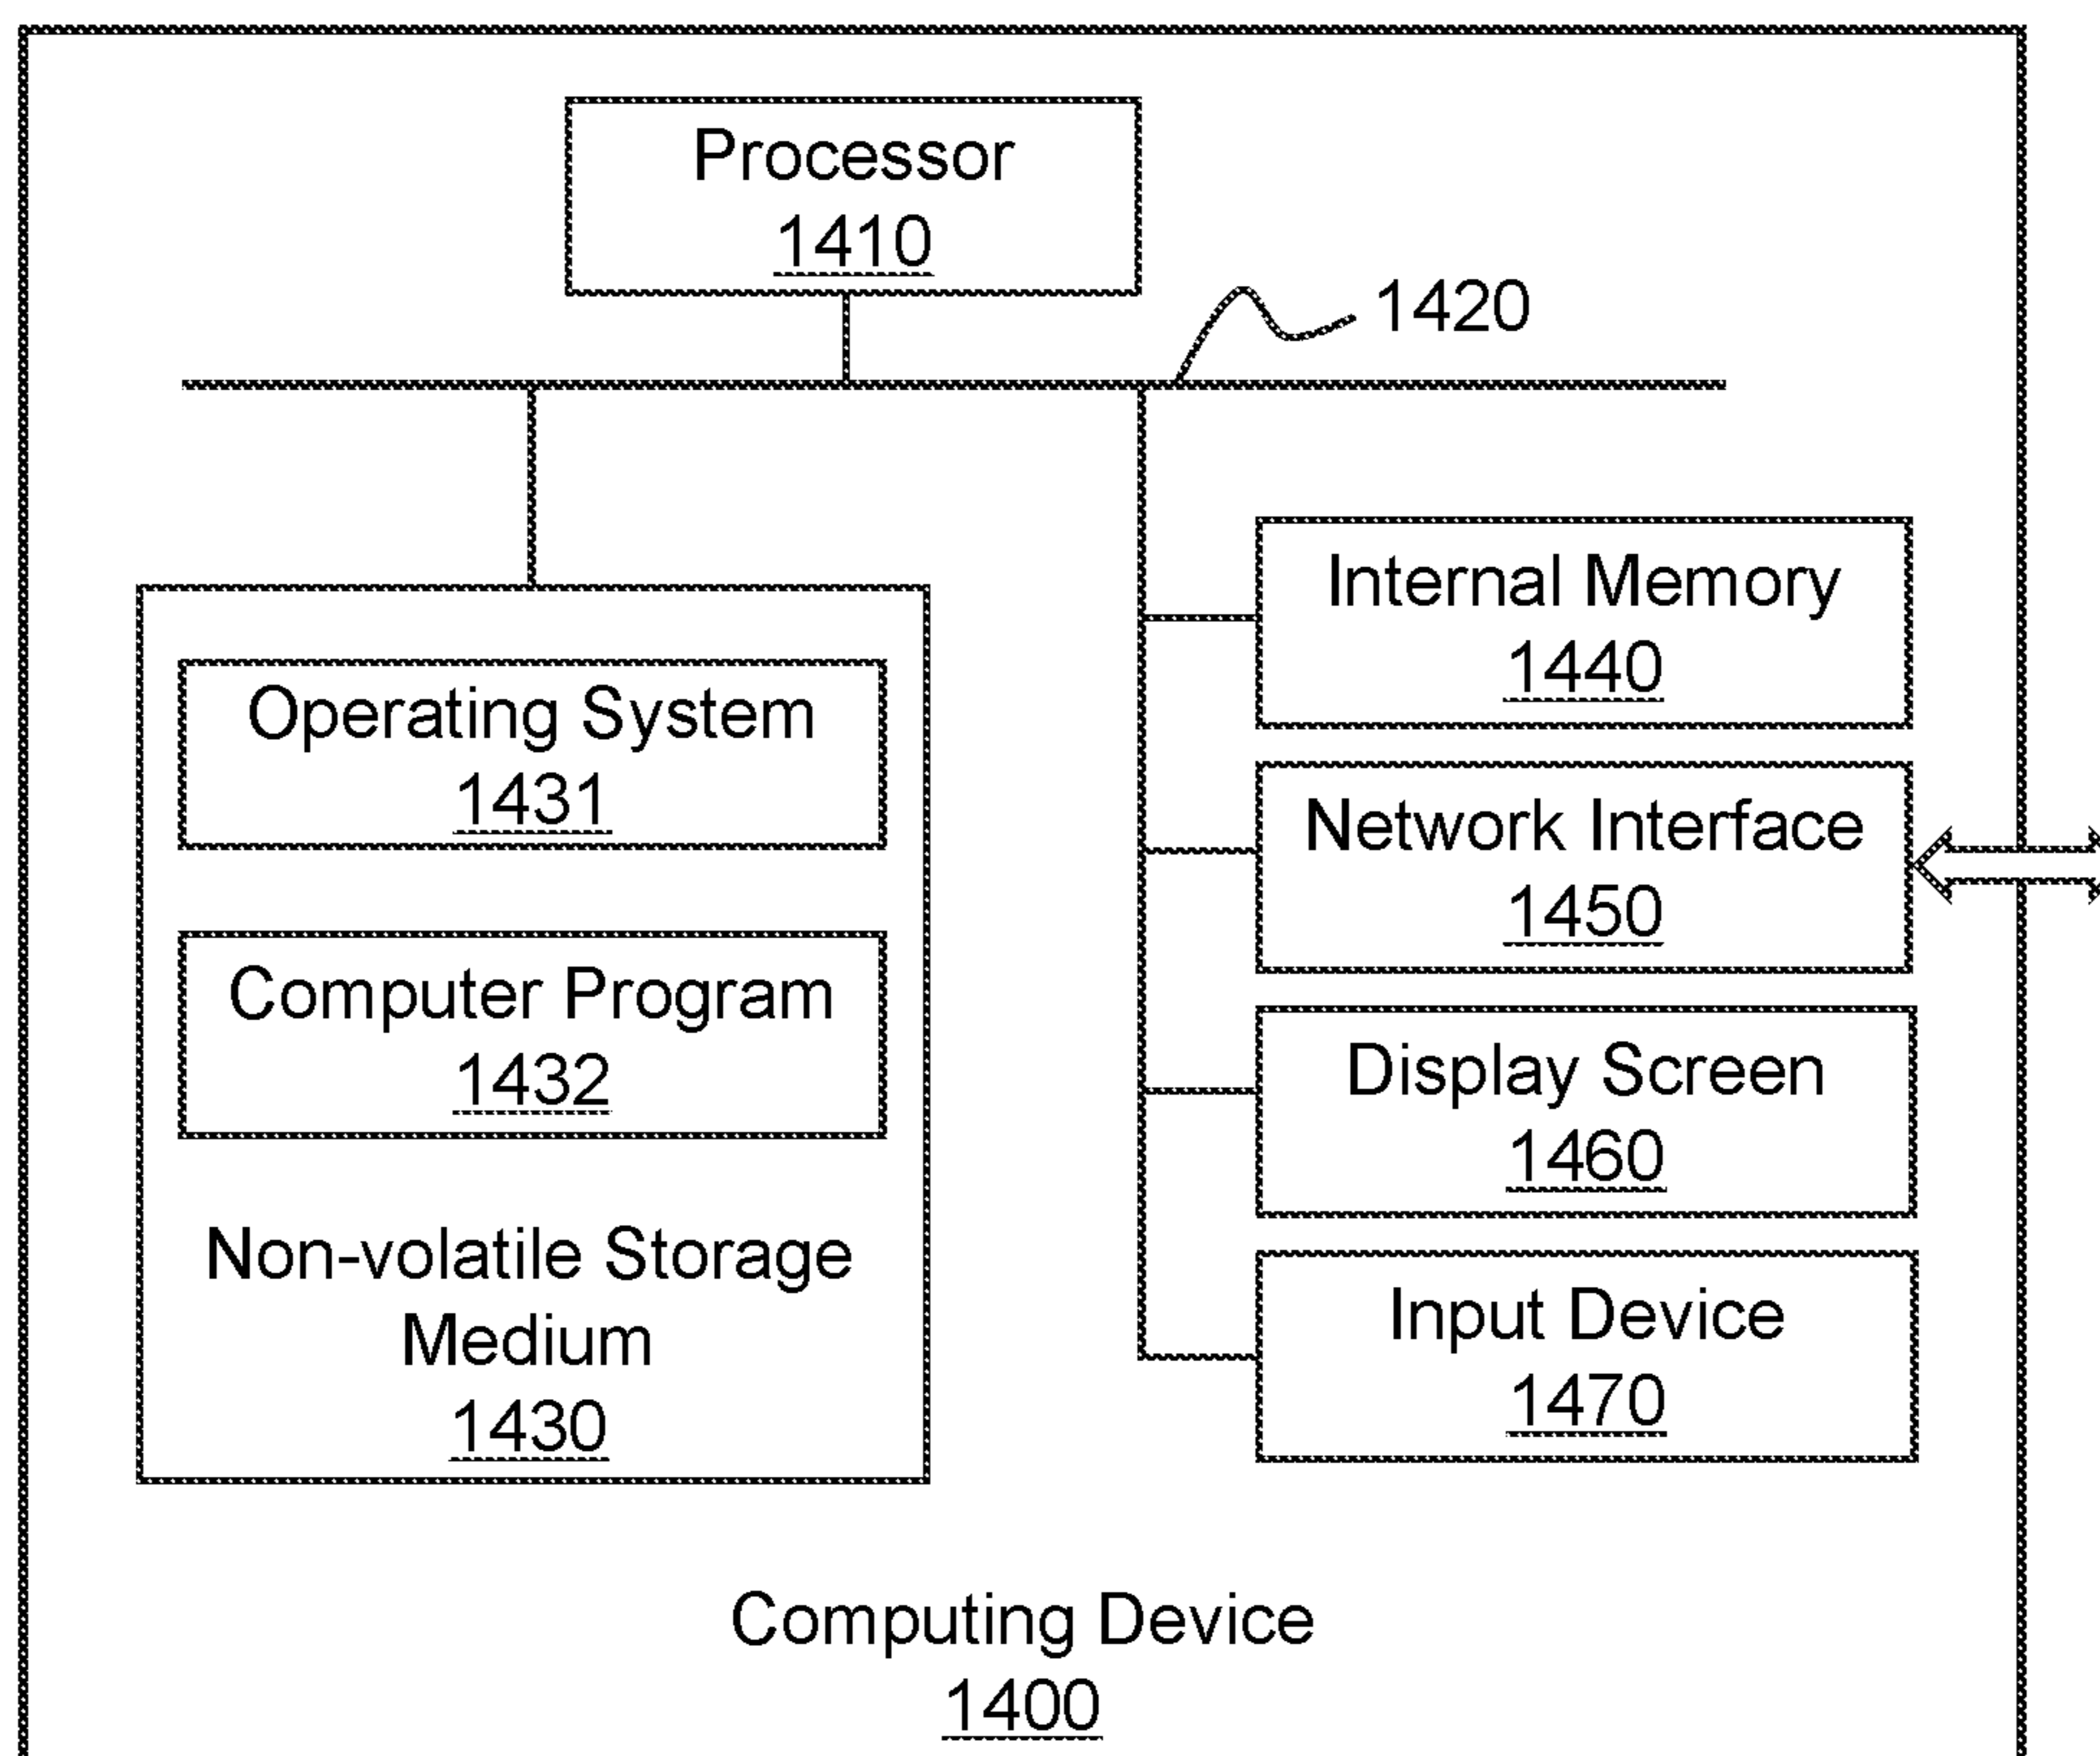 Processor
1410
1420
Operating System
1431
Computer Program
1432
Non-volatile Storage
Medium
1430
Internal Memory
1440
Network Interface
1450
Display Screen
1460
Input Device
1470
Computing Device
1400